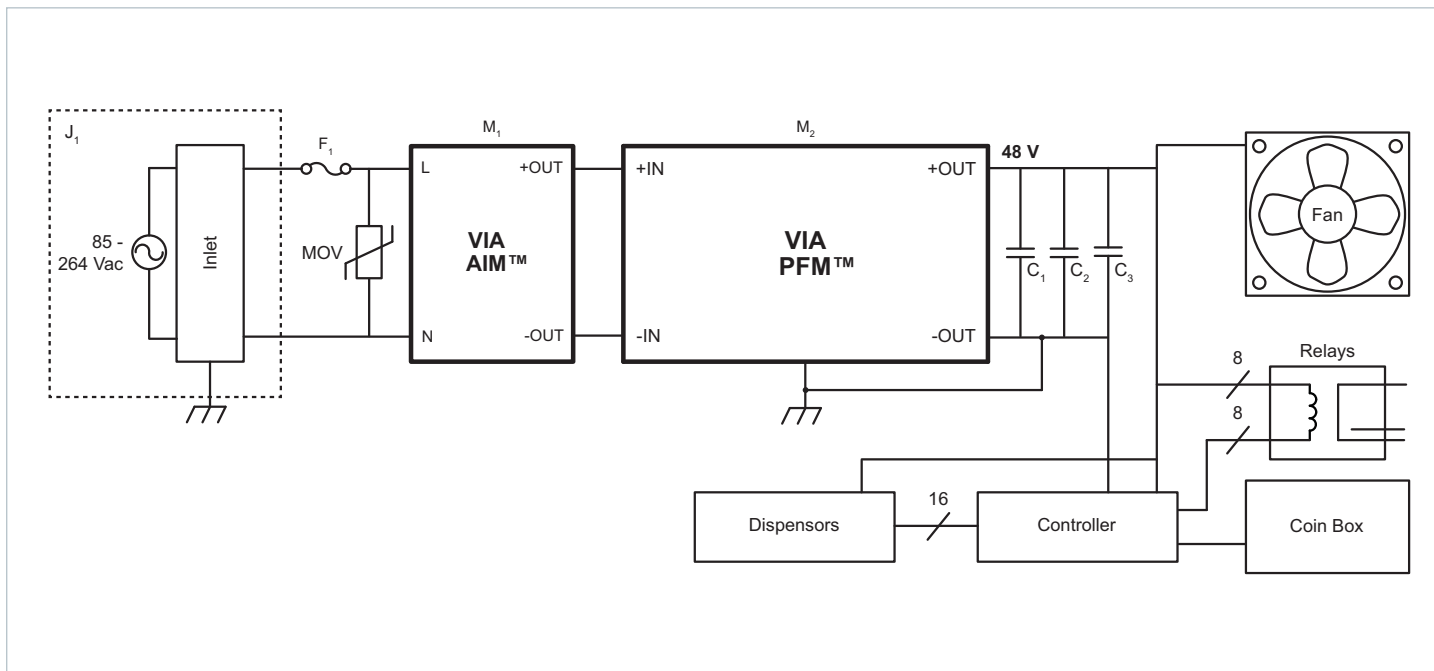 J1
85 -
264 Vac
Inlet
F1
MOV
M1
L
+OUT
VIA
AIM™
N
-OUT
M2
+IN
+OUT
VIA
PFM™
-IN
-OUT
48 V
C1
C2
C3
Fan
Relays
8
8
Dispensors
16
Controller
Coin Box